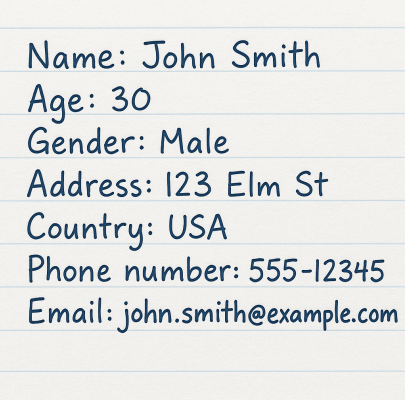 Name: John Smith
Age: 30
Gender: Male
Address: 123 Elm St
Country: USA
Phone number: 555-12345
Email: john.smith@example.com